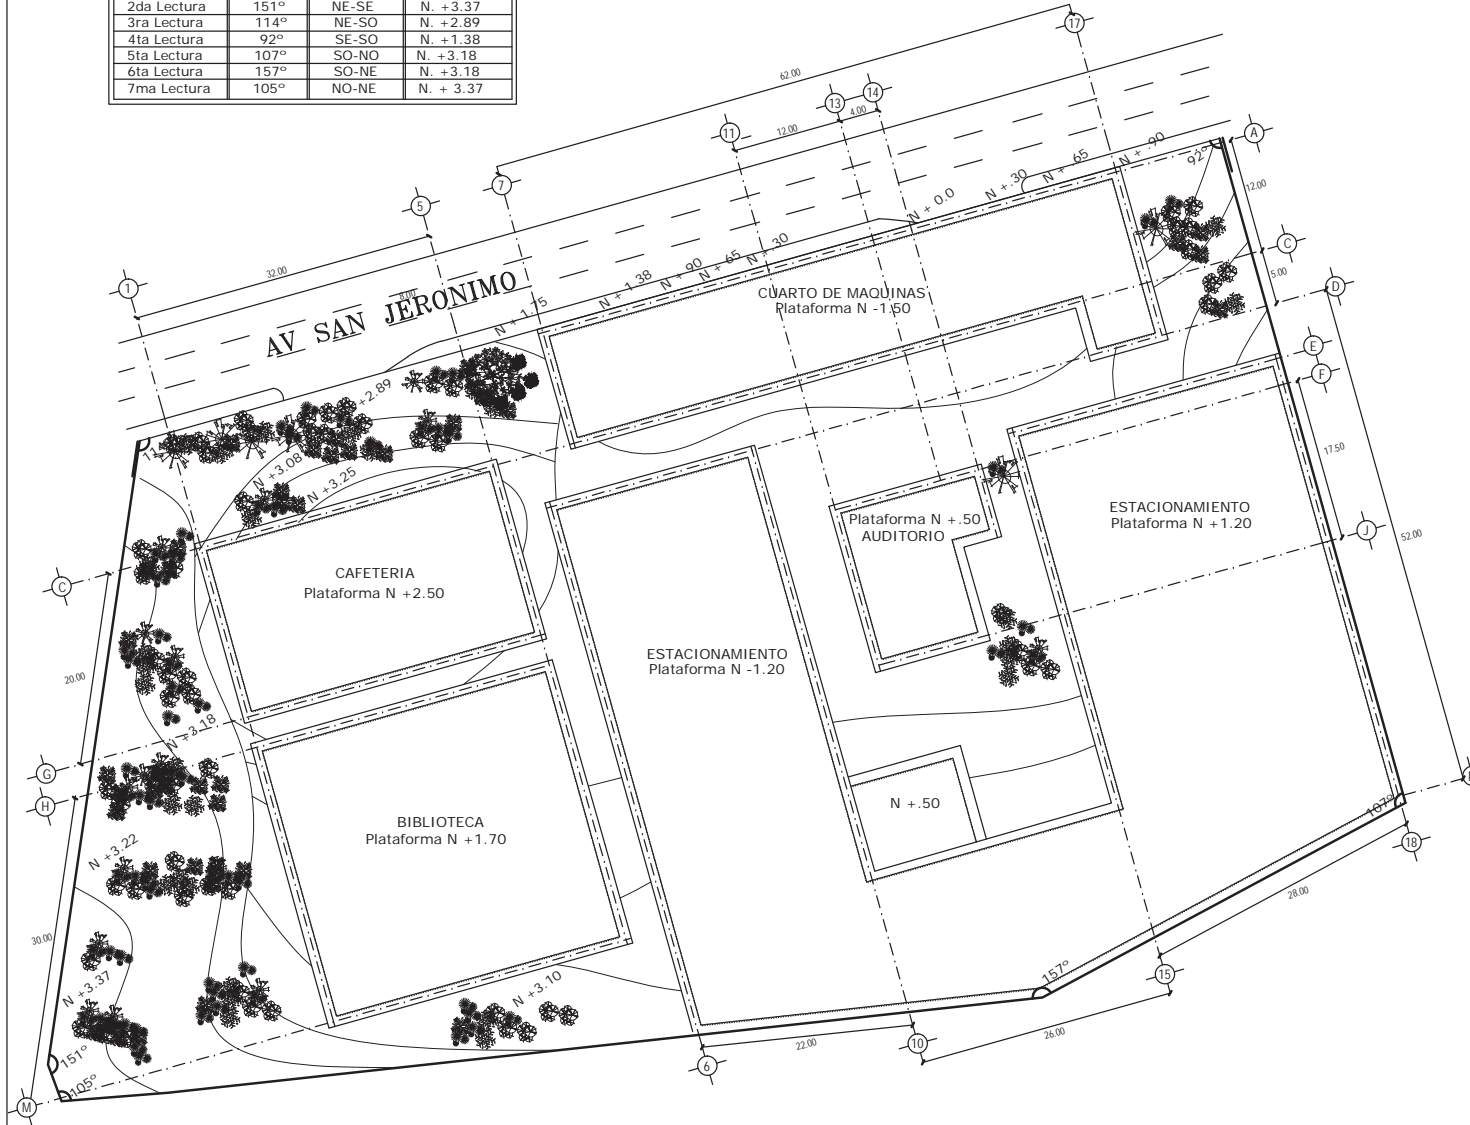 2da Lectura 151° NE-SE N. +3.37
3ra Lectura 114° NE-SO N. +2.89
4ta Lectura 92° SE-SO N. +1.38
5ta Lectura 107° SO-NO N. +3.18
6ta Lectura 157° SO-NE N. +3.18
7ma Lectura 105° NO-NE N. + 3.37
17
62.00
13
14
4.00
12.00
11
A
92°
N + .90
N + .65
N + .30
N + 0.0
12.00
7
5
C
5.00
D
32.00
1
8.00
AV SAN JERONIMO
N + 1.75
N + 1.38
N + .90
N + .65
N + .30
CUARTO DE MAQUINAS
Plataforma N -1.50
E
F
+2.89
11
N +3.08
N +3.25
17.50
ESTACIONAMIENTO
Plataforma N +1.20
Plataforma N +.50
AUDITORIO
J
52.00
C
CAFETERIA
Plataforma N +2.50
ESTACIONAMIENTO
Plataforma N -1.20
20.00
N +3.18
G
H
N +.50
107°
BIBLIOTECA
Plataforma N +1.70
18
N +3.22
28.00
30.00
N +3.37
N +3.10
157°
15
151°
22.00
10
26.00
6
105°
M